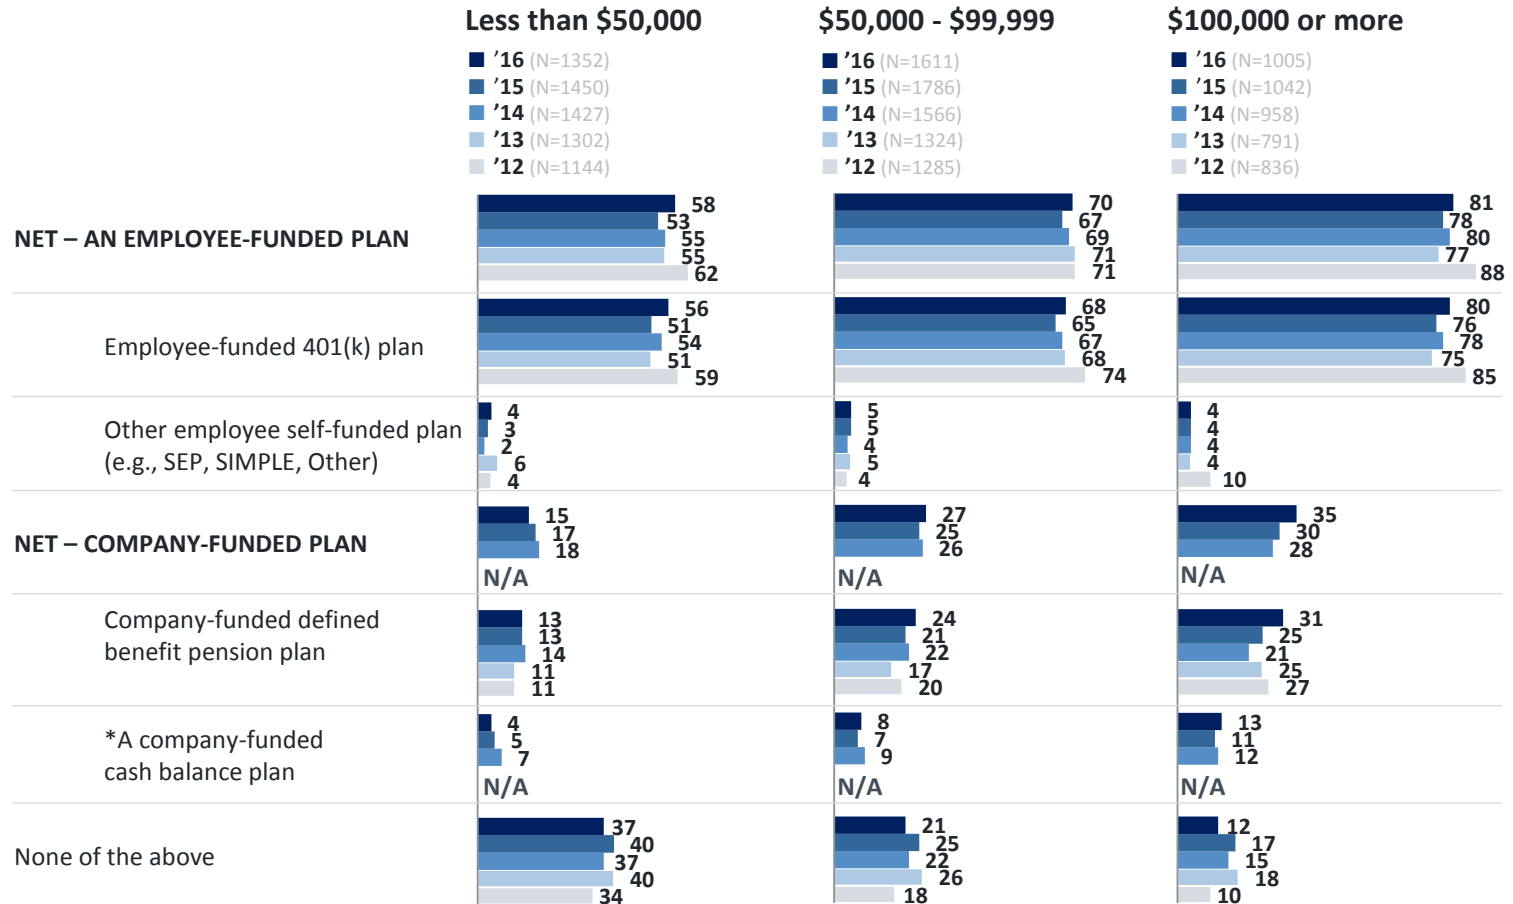 Less than $50,000
$50,000 - $99,999
$100,000 or more
’16 (N=1352)
’15 (N=1450)
’14 (N=1427)
’13 (N=1302)
’12 (N=1144)
’16 (N=1611)
’15 (N=1786)
’14 (N=1566)
’13 (N=1324)
’12 (N=1285)
’16 (N=1005)
’15 (N=1042)
’14 (N=958)
’13 (N=791)
’12 (N=836)
NET – AN EMPLOYEE-FUNDED PLAN
58
53
55
55
62
70
67
69
71
71
81
78
80
77
88
Employee-funded 401(k) plan
56
51
54
51
59
68
65
67
68
74
80
76
78
75
85
Other employee self-funded plan
(e.g., SEP, SIMPLE, Other)
4
3
2
6
4
5
5
4
5
4
4
4
4
4
10
NET – COMPANY-FUNDED PLAN
15
17
18
N/A
27
25
26
N/A
35
30
28
N/A
Company-funded defined
benefit pension plan
13
13
14
11
11
24
21
22
17
20
31
25
21
25
27
*A company-funded
cash balance plan
4
5
7
N/A
8
7
9
N/A
13
11
12
N/A
None of the above
37
40
37
40
34
21
25
22
26
18
12
17
15
18
10